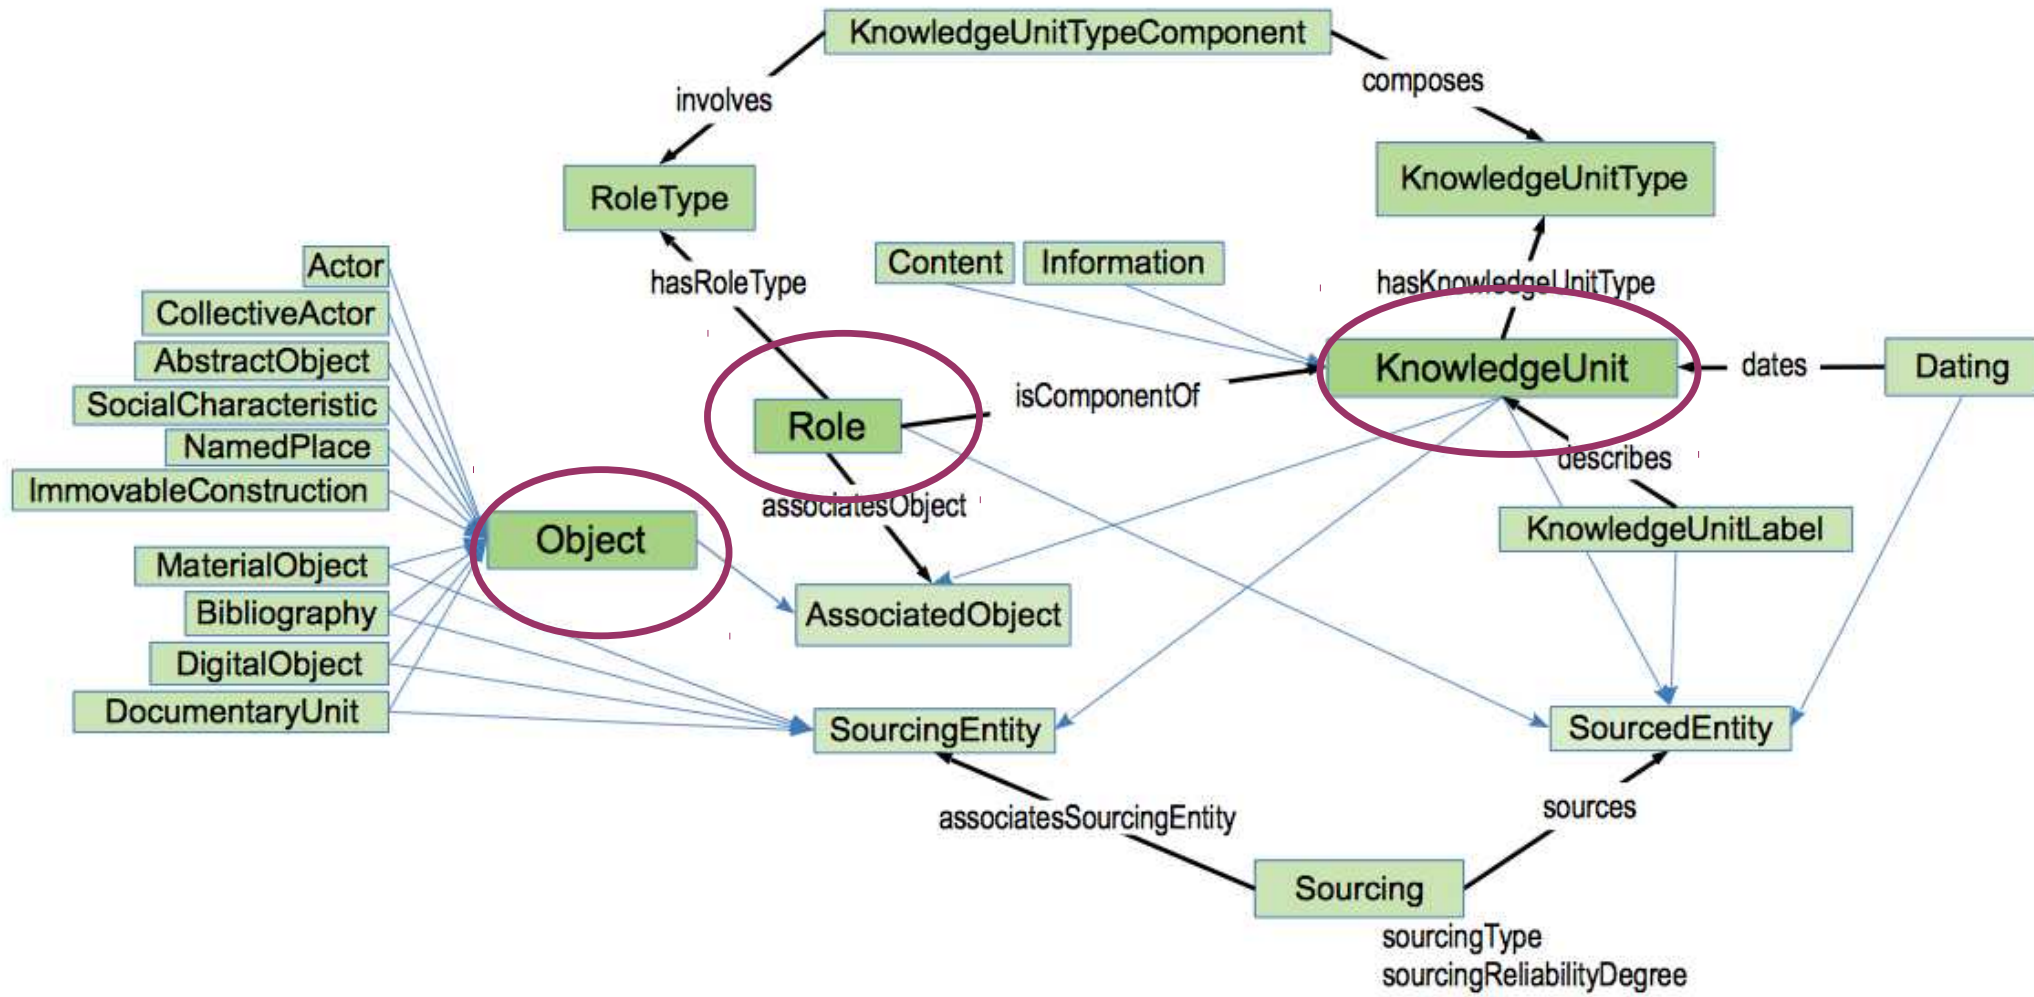 KnowledgeUnitTypeComponent
involves
composes
RoleType
KnowledgeUnitType
hasRoleType
Content
Information
hasKnowledgeUnitType
Actor
CollectiveActor
AbstractObject
SocialCharacteristic
NamedPlace
ImmovableConstruction
MaterialObject
Bibliography
DigitalObject
DocumentaryUnit
Object
Role
isComponentOf
KnowledgeUnit
dates
Dating
associatesObject
describes
KnowledgeUnitLabel
AssociatedObject
SourcingEntity
SourcedEntity
associatesSourcingEntity
sources
Sourcing
sourcingType
sourcingReliabilityDegree